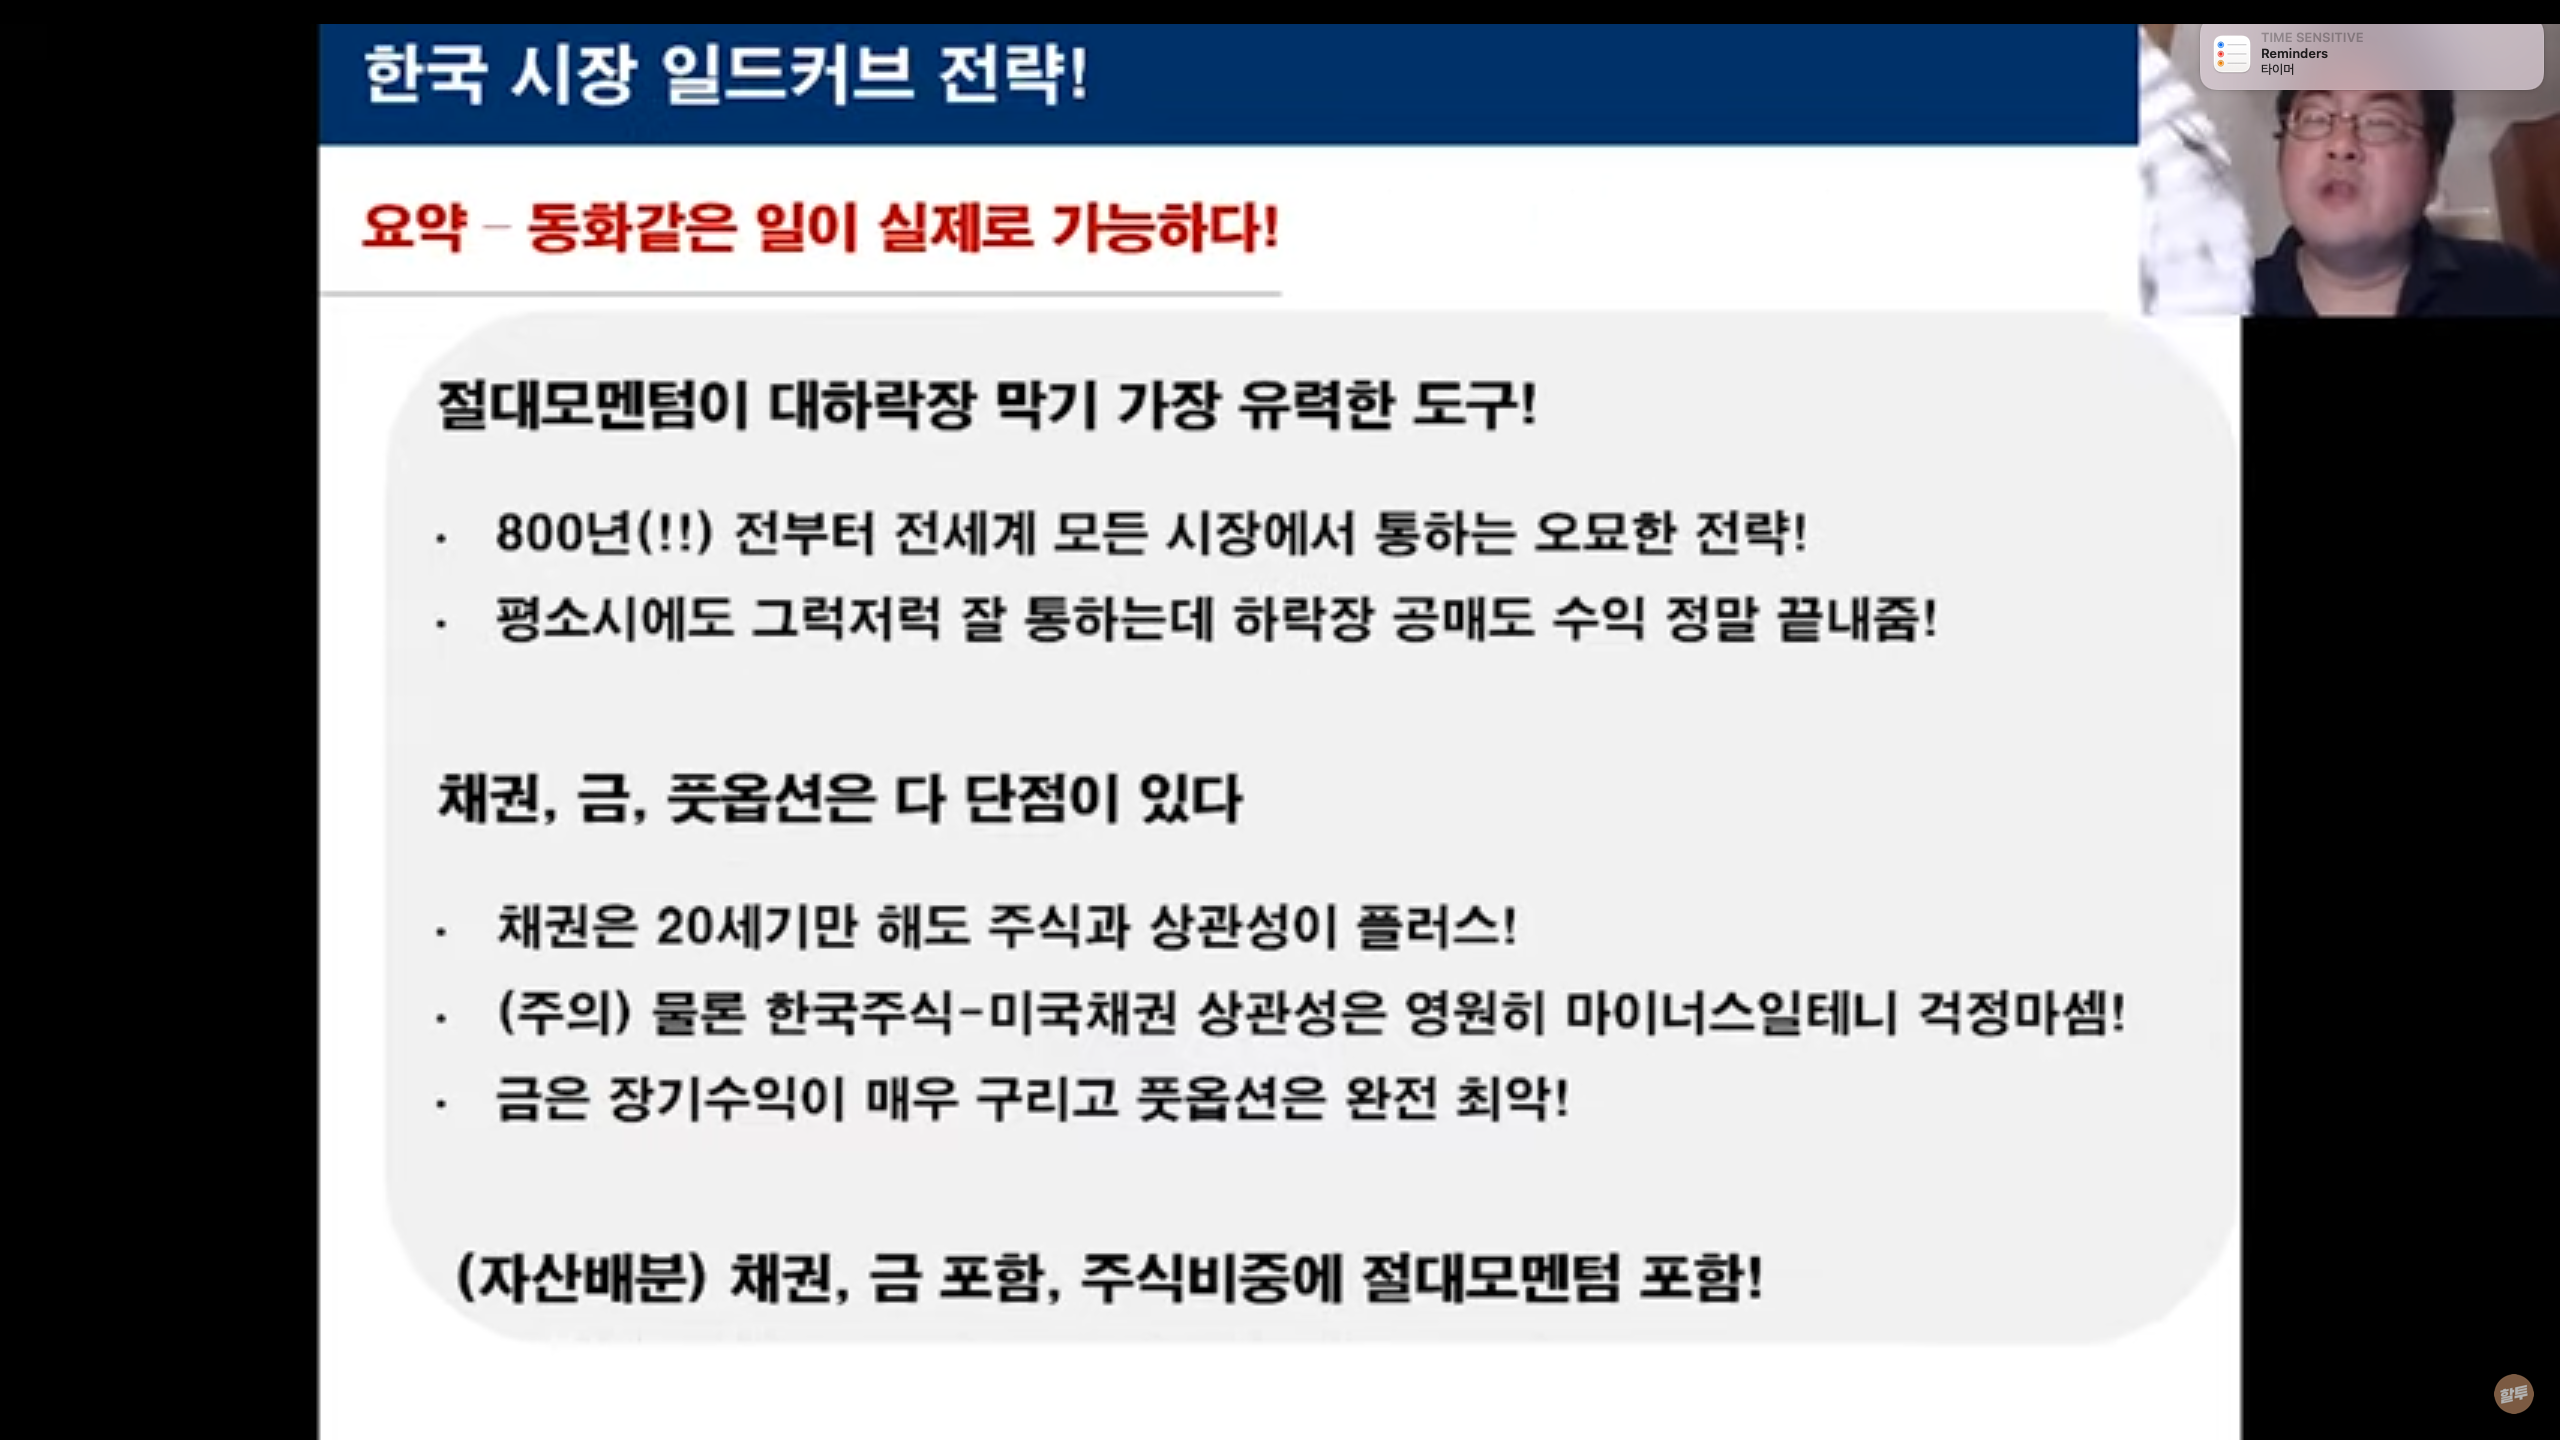 한국 시장 일드커브 전략!
TIME SENSITIVE
Reminders
타이머
요약 - 동화같은 일이 실제로 가능하다!
절대모멘텀이 대하락장 막기 가장 유력한 도구!
· 800년(!!) 전부터 전세계 모든 시장에서 통하는 오묘한 전략!
· 평소시에도 그럭저럭 잘 통하는데 하락장 공매도 수익 정말 끝내줌!
채권, 금, 풋옵션은 다 단점이 있다
· 채권은 20세기만 해도 주식과 상관성이 플러스!
· (주의) 물론 한국주식-미국채권 상관성은 영원히 마이너스일테니 걱정마셈!
· 금은 장기수익이 매우 구리고 풋옵션은 완전 최악!
(자산배분) 채권, 금 포함, 주식비중에 절대모멘텀 포함!
할투